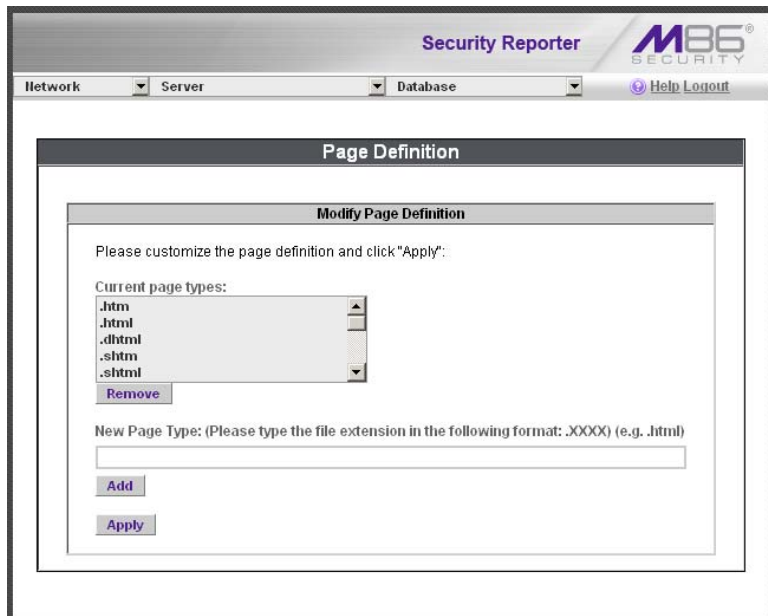 Security Reporter
M86®
SECURITY
Network Server Database Help Logout
Page Definition
Modify Page Definition
Please customize the page definition and click "Apply":
Current page types:
.htm
.html
.dhtml
.shtm
.shtml
Remove
New Page Type: (Please type the file extension in the following format: .XXXX) (e.g. .html)
Add
Apply